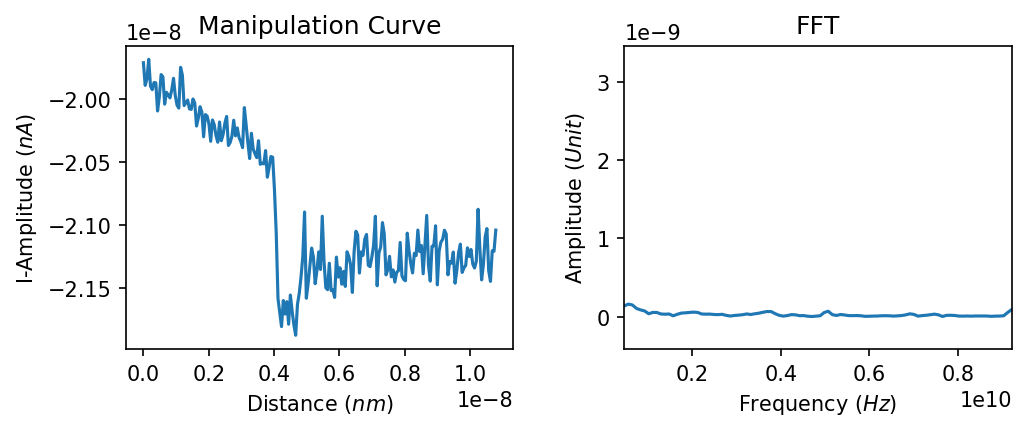 Manipulation Curve
1e−8
I-Amplitude (nA)
−2.00
−2.05
−2.10
−2.15
0.0 0.2 0.4 0.6 0.8 1.0
1e−8
Distance (nm)
FFT
1e−9
Amplitude (Unit)
3
2
1
0
0.2 0.4 0.6 0.8
1e10
Frequency (Hz)